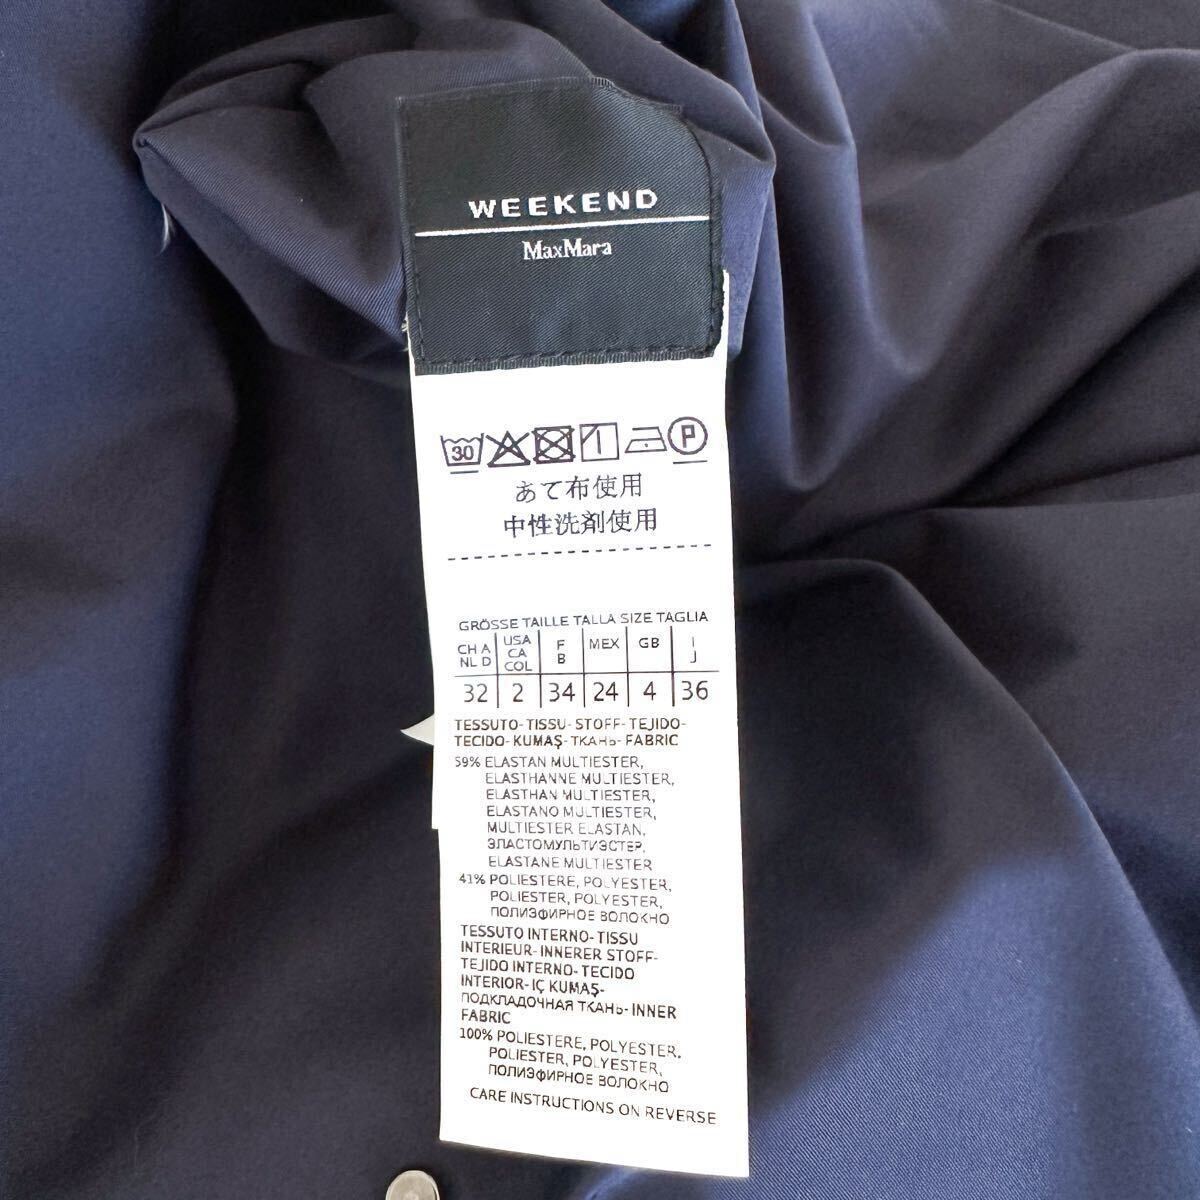 WEEKEND
MaxMara
30 P
あて布使用
中性洗剤使用
GRÖSSE TAILLE TALLA SIZE TAGLIA
CH A NL D USA CA COL F B MEX GB I J
32 2 34 24 4 36
TESSUTO-TISSU-STOFF-TEJIDO-
TECIDO-KUMAŞ-ТКАНЬ-FABRIC
59% ELASTAN MULTIESTER,
ELASTHANNE MULTIESTER,
ELASTHAN MULTIESTER,
ELASTANO MULTIESTER,
MULTIESTER ELASTAN,
ЭЛАСТОМУЛЬТИЭСТЕР,
ELASTANE MULTIESTER
41% POLIESTERE, POLYESTER,
POLIESTER, POLYESTER,
ПОЛИЭФИРНОЕ ВОЛОКНО
TESSUTO INTERNO-TISSU
INTERIEUR-INNERER STOFF-
TEJIDO INTERNO-TECIDO
INTERIOR-IÇ KUMAŞ-
ПОДКЛАДОЧНАЯ ТКАНЬ-INNER
FABRIC
100% POLIESTERE, POLYESTER,
POLIESTER, POLYESTER,
ПОЛИЭФИРНОЕ ВОЛОКНО
CARE INSTRUCTIONS ON REVERSE